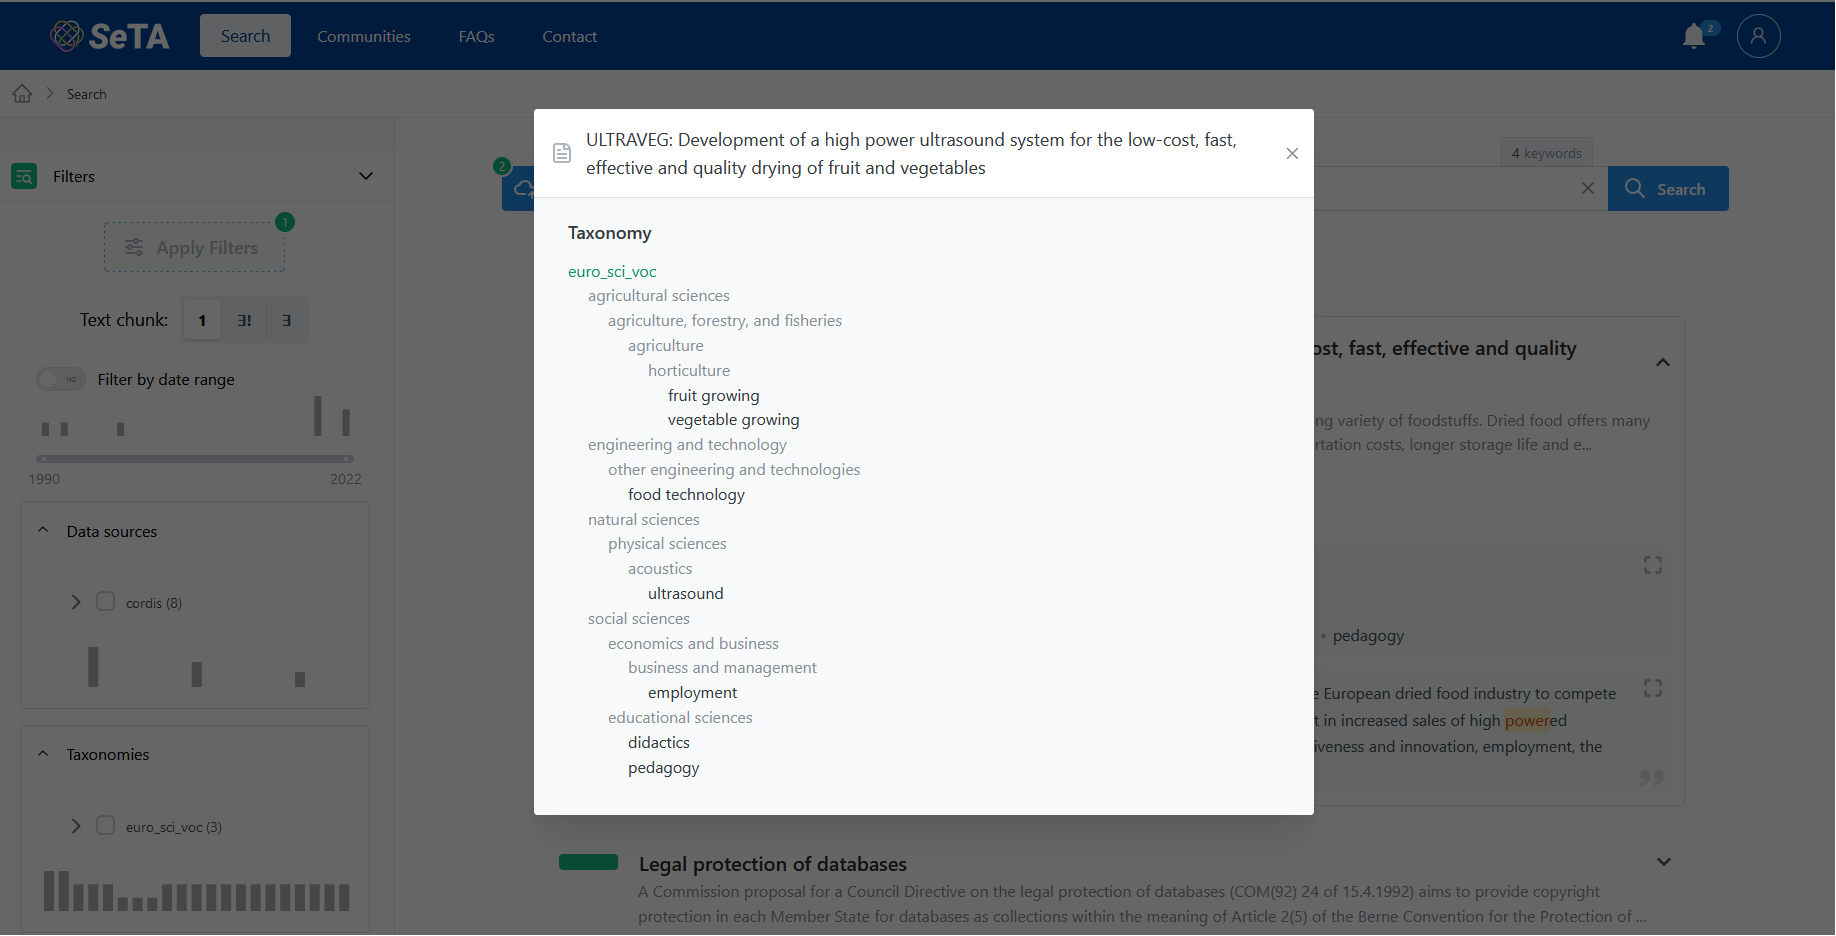 SeTA
Search
Communities
FAQs
Contact
2
Search
Filters
1
Apply Filters
Text chunk:
1
3!
3
NO
Filter by date range
1990
2022
Data sources
cordis (8)
Taxonomies
euro_sci_voc (3)
2
4 keywords
Search
ULTRAVEG: Development of a high power ultrasound system for the low-cost, fast,
effective and quality drying of fruit and vegetables
Taxonomy
euro_sci_voc
agricultural sciences
agriculture, forestry, and fisheries
agriculture
horticulture
fruit growing
vegetable growing
engineering and technology
other engineering and technologies
food technology
natural sciences
physical sciences
acoustics
ultrasound
social sciences
economics and business
business and management
employment
educational sciences
didactics
pedagogy
ost, fast, effective and quality
ng variety of foodstuffs. Dried food offers many
rtation costs, longer storage life and e...
• pedagogy
European dried food industry to compete
t in increased sales of high powered
iveness and innovation, employment, the
Legal protection of databases
A Commission proposal for a Council Directive on the legal protection of databases (COM(92) 24 of 15.4.1992) aims to provide copyright
protection in each Member State for databases as collections within the meaning of Article 2(5) of the Berne Convention for the Protection of ...